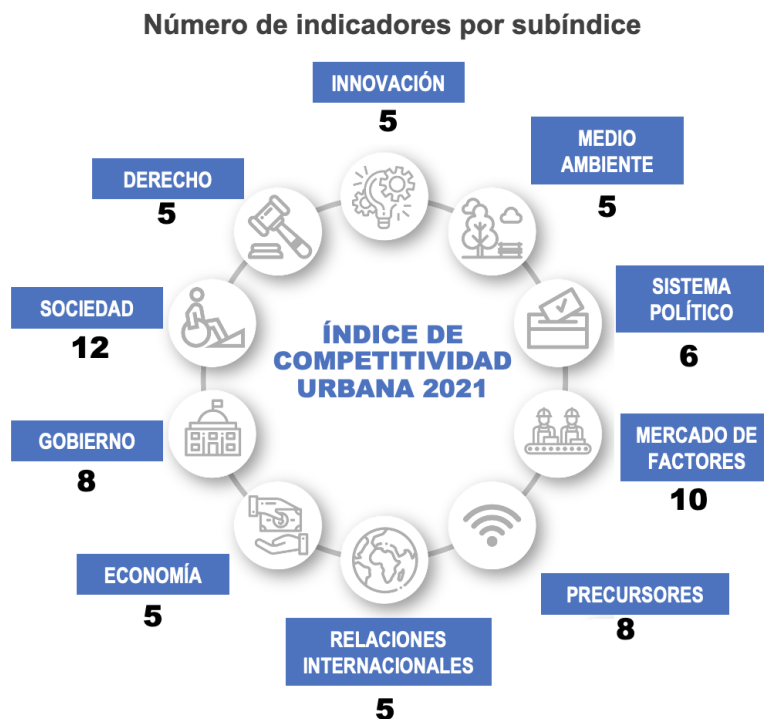 Número de indicadores por subíndice
INNOVACIÓN
5
MEDIO
AMBIENTE
5
DERECHO
5
SISTEMA
POLÍTICO
6
SOCIEDAD
12
ÍNDICE DE
COMPETITIVIDAD
URBANA 2021
MERCADO DE
FACTORES
10
GOBIERNO
8
PRECURSORES
8
ECONOMÍA
5
RELACIONES
INTERNACIONALES
5